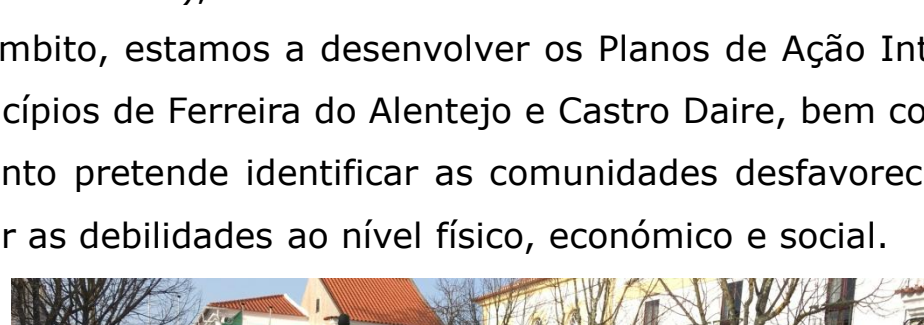 mbito, estamos a desenvolver os Planos de Ação Int
cípios de Ferreira do Alentejo e Castro Daire, bem co
nto pretende identificar as comunidades desfavorec
r as debilidades ao nível físico, económico e social.